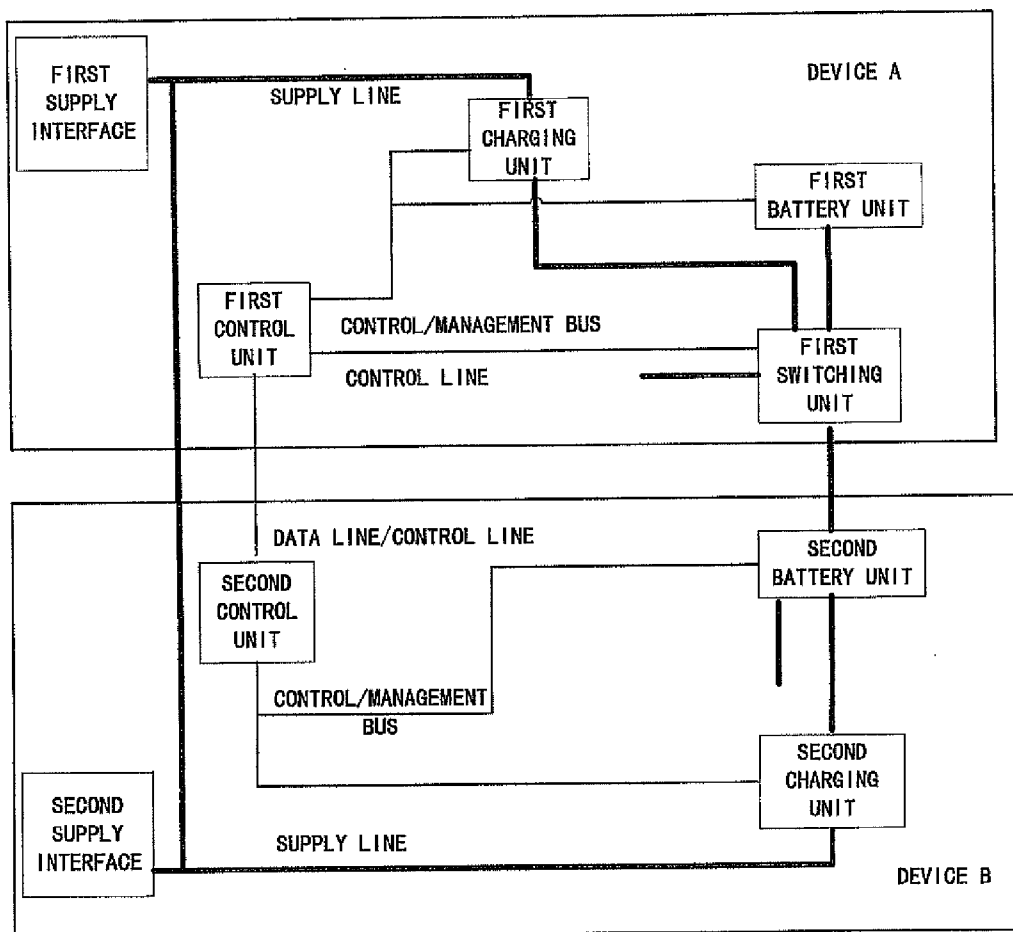 FIRST
SUPPLY
INTERFACE
SUPPLY LINE
DEVICE A
FIRST
CHARGING
UNIT
FIRST
BATTERY UNIT
FIRST
CONTROL
UNIT
CONTROL/MANAGEMENT BUS
CONTROL LINE
FIRST
SWITCHING
UNIT
DATA LINE/CONTROL LINE
SECOND
BATTERY UNIT
SECOND
CONTROL
UNIT
CONTROL/MANAGEMENT
BUS
SECOND
CHARGING
UNIT
SECOND
SUPPLY
INTERFACE
SUPPLY LINE
DEVICE B